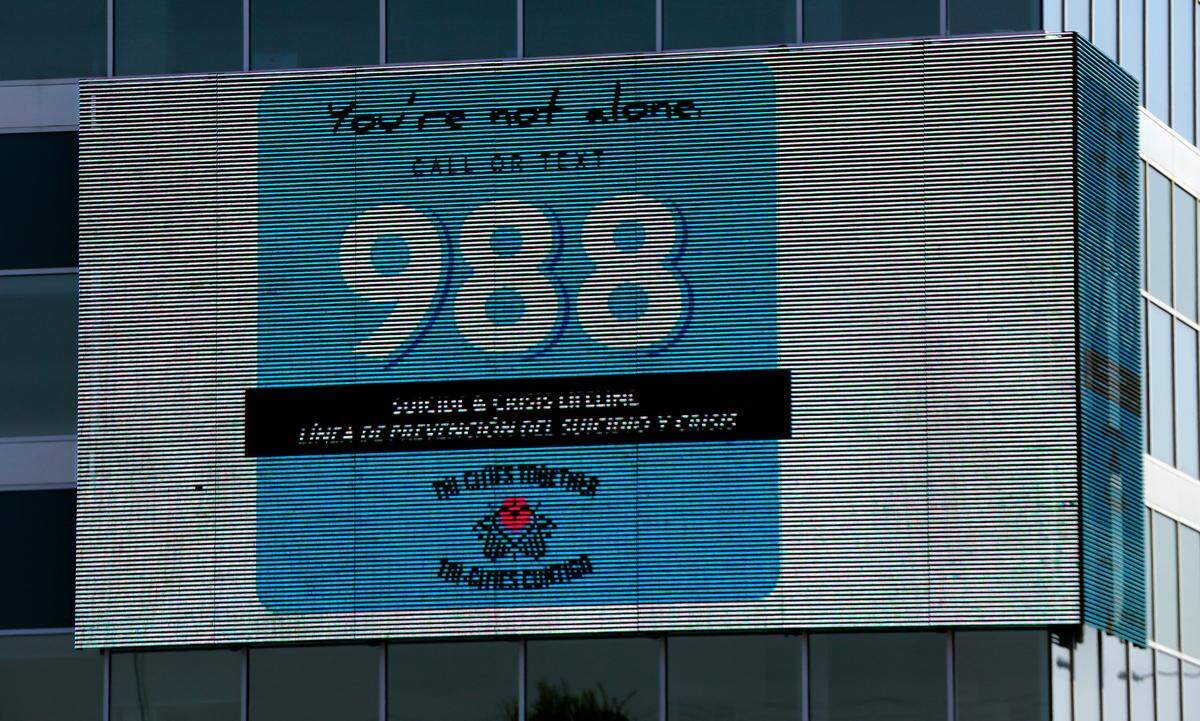 You're not alone.
CALL OR TEXT
988
SUICIDE & CRISIS LIFELINE
LÍNEA DE PREVENCIÓN DEL SUICIDIO Y CRISIS
TRI-CITIES TOGETHER
TRI-CITIES CONTIGO